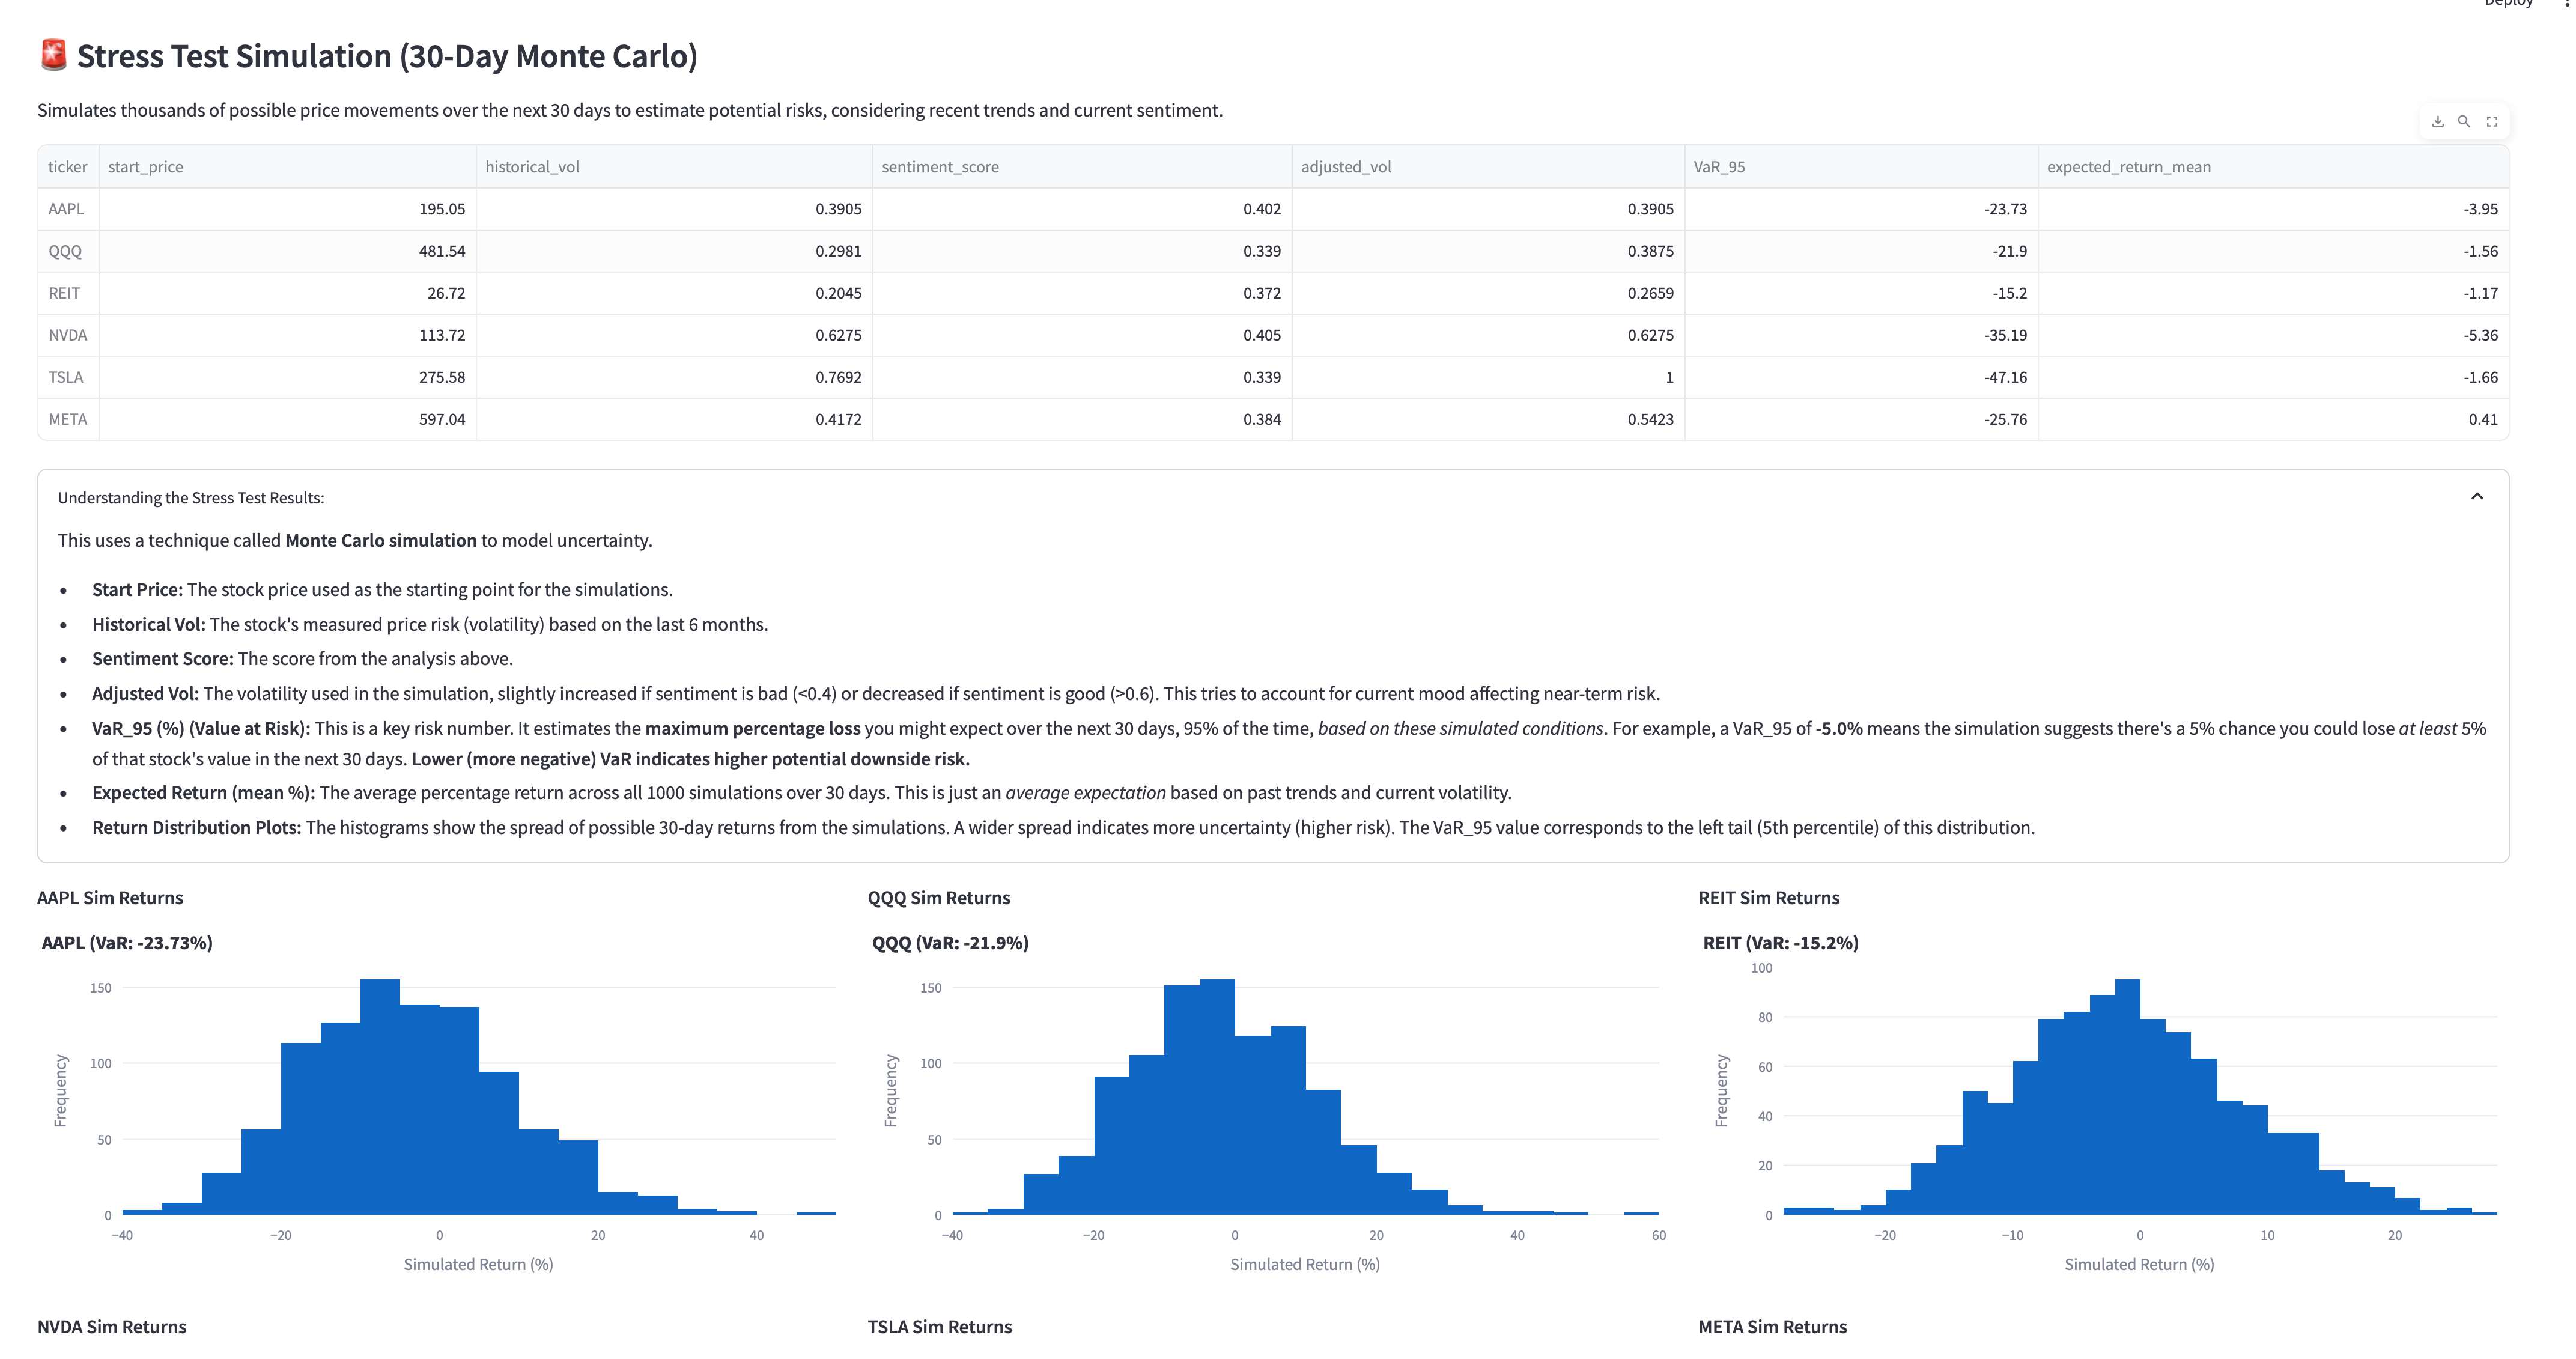 Deploy
🚨 Stress Test Simulation (30-Day Monte Carlo)
Simulates thousands of possible price movements over the next 30 days to estimate potential risks, considering recent trends and current sentiment.
ticker start_price historical_vol sentiment_score adjusted_vol VaR_95 expected_return_mean
AAPL 195.05 0.3905 0.402 0.3905 -23.73 -3.95
QQQ 481.54 0.2981 0.339 0.3875 -21.9 -1.56
REIT 26.72 0.2045 0.372 0.2659 -15.2 -1.17
NVDA 113.72 0.6275 0.405 0.6275 -35.19 -5.36
TSLA 275.58 0.7692 0.339 1 -47.16 -1.66
META 597.04 0.4172 0.384 0.5423 -25.76 0.41
Understanding the Stress Test Results:
This uses a technique called Monte Carlo simulation to model uncertainty.
• Start Price: The stock price used as the starting point for the simulations.
• Historical Vol: The stock's measured price risk (volatility) based on the last 6 months.
• Sentiment Score: The score from the analysis above.
• Adjusted Vol: The volatility used in the simulation, slightly increased if sentiment is bad (<0.4) or decreased if sentiment is good (>0.6). This tries to account for current mood affecting near-term risk.
• VaR_95 (%) (Value at Risk): This is a key risk number. It estimates the maximum percentage loss you might expect over the next 30 days, 95% of the time, based on these simulated conditions. For example, a VaR_95 of -5.0% means the simulation suggests there's a 5% chance you could lose at least 5%
of that stock's value in the next 30 days. Lower (more negative) VaR indicates higher potential downside risk.
• Expected Return (mean %): The average percentage return across all 1000 simulations over 30 days. This is just an average expectation based on past trends and current volatility.
• Return Distribution Plots: The histograms show the spread of possible 30-day returns from the simulations. A wider spread indicates more uncertainty (higher risk). The VaR_95 value corresponds to the left tail (5th percentile) of this distribution.
AAPL Sim Returns
AAPL (VaR: -23.73%)
150
100
50
0
Frequency
−40 −20 0 20 40
Simulated Return (%)
QQQ Sim Returns
QQQ (VaR: -21.9%)
150
100
50
0
Frequency
−40 −20 0 20 40 60
Simulated Return (%)
REIT Sim Returns
REIT (VaR: -15.2%)
100
80
60
40
20
0
Frequency
−20 −10 0 10 20
Simulated Return (%)
NVDA Sim Returns
TSLA Sim Returns
META Sim Returns